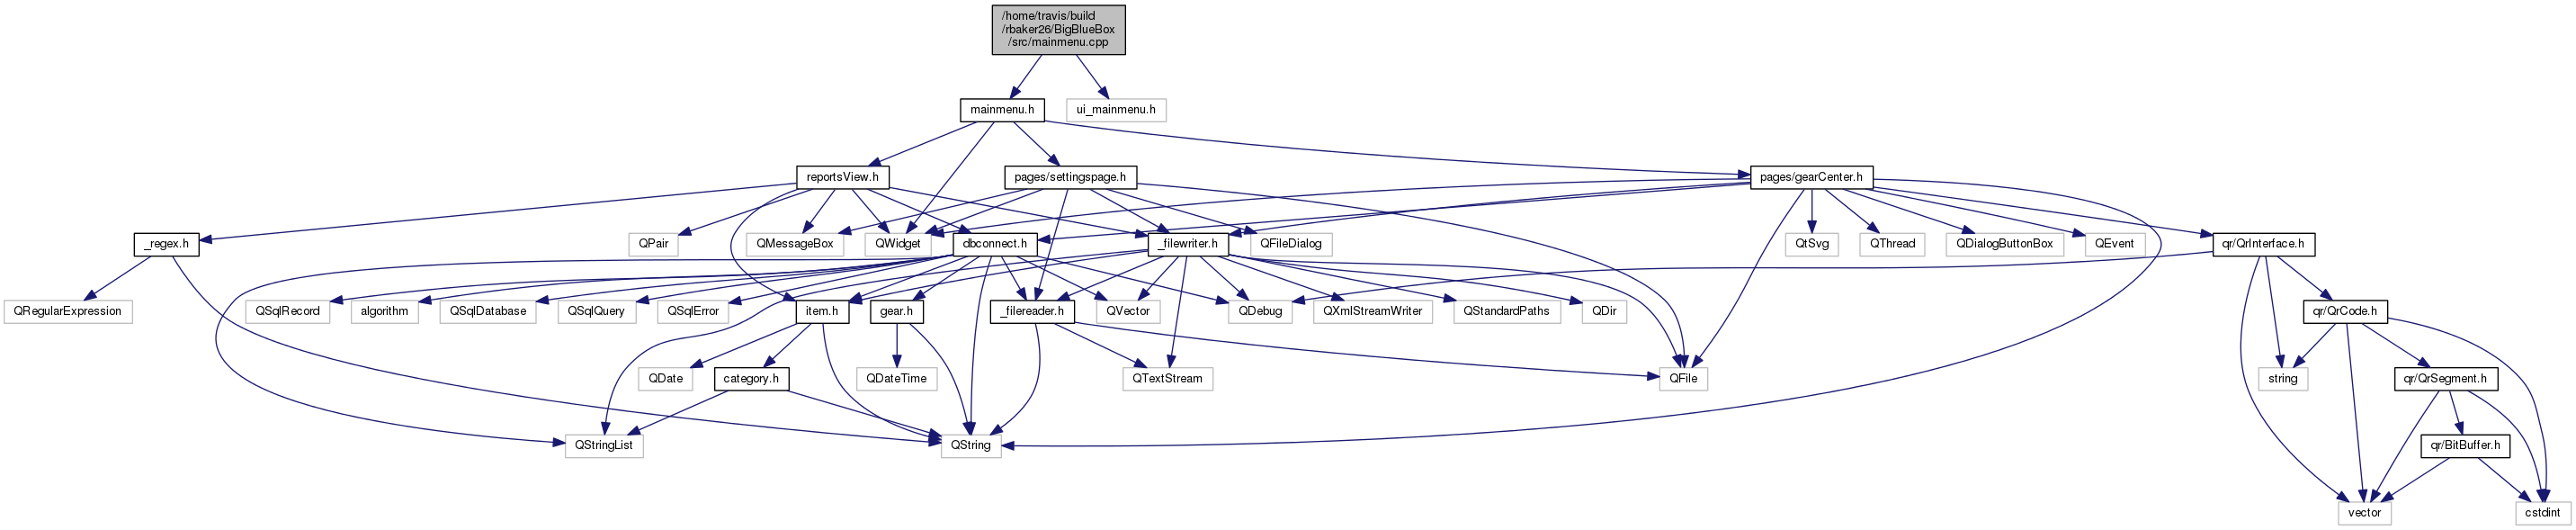 /home/travis/build
/rbaker26/BigBlueBox
/src/mainmenu.cpp
mainmenu.h
ui_mainmenu.h
reportsView.h
pages/settingspage.h
pages/gearCenter.h
_regex.h
QPair
QMessageBox
QWidget
dbconnect.h
_filewriter.h
QFileDialog
QtSvg
QThread
QDialogButtonBox
QEvent
qr/QrInterface.h
QRegularExpression
QSqlRecord
algorithm
QSqlDatabase
QSqlQuery
QSqlError
item.h
gear.h
_filereader.h
QVector
QDebug
QXmlStreamWriter
QStandardPaths
QDir
qr/QrCode.h
QDate
category.h
QDateTime
QTextStream
QFile
string
qr/QrSegment.h
QStringList
QString
qr/BitBuffer.h
vector
cstdint